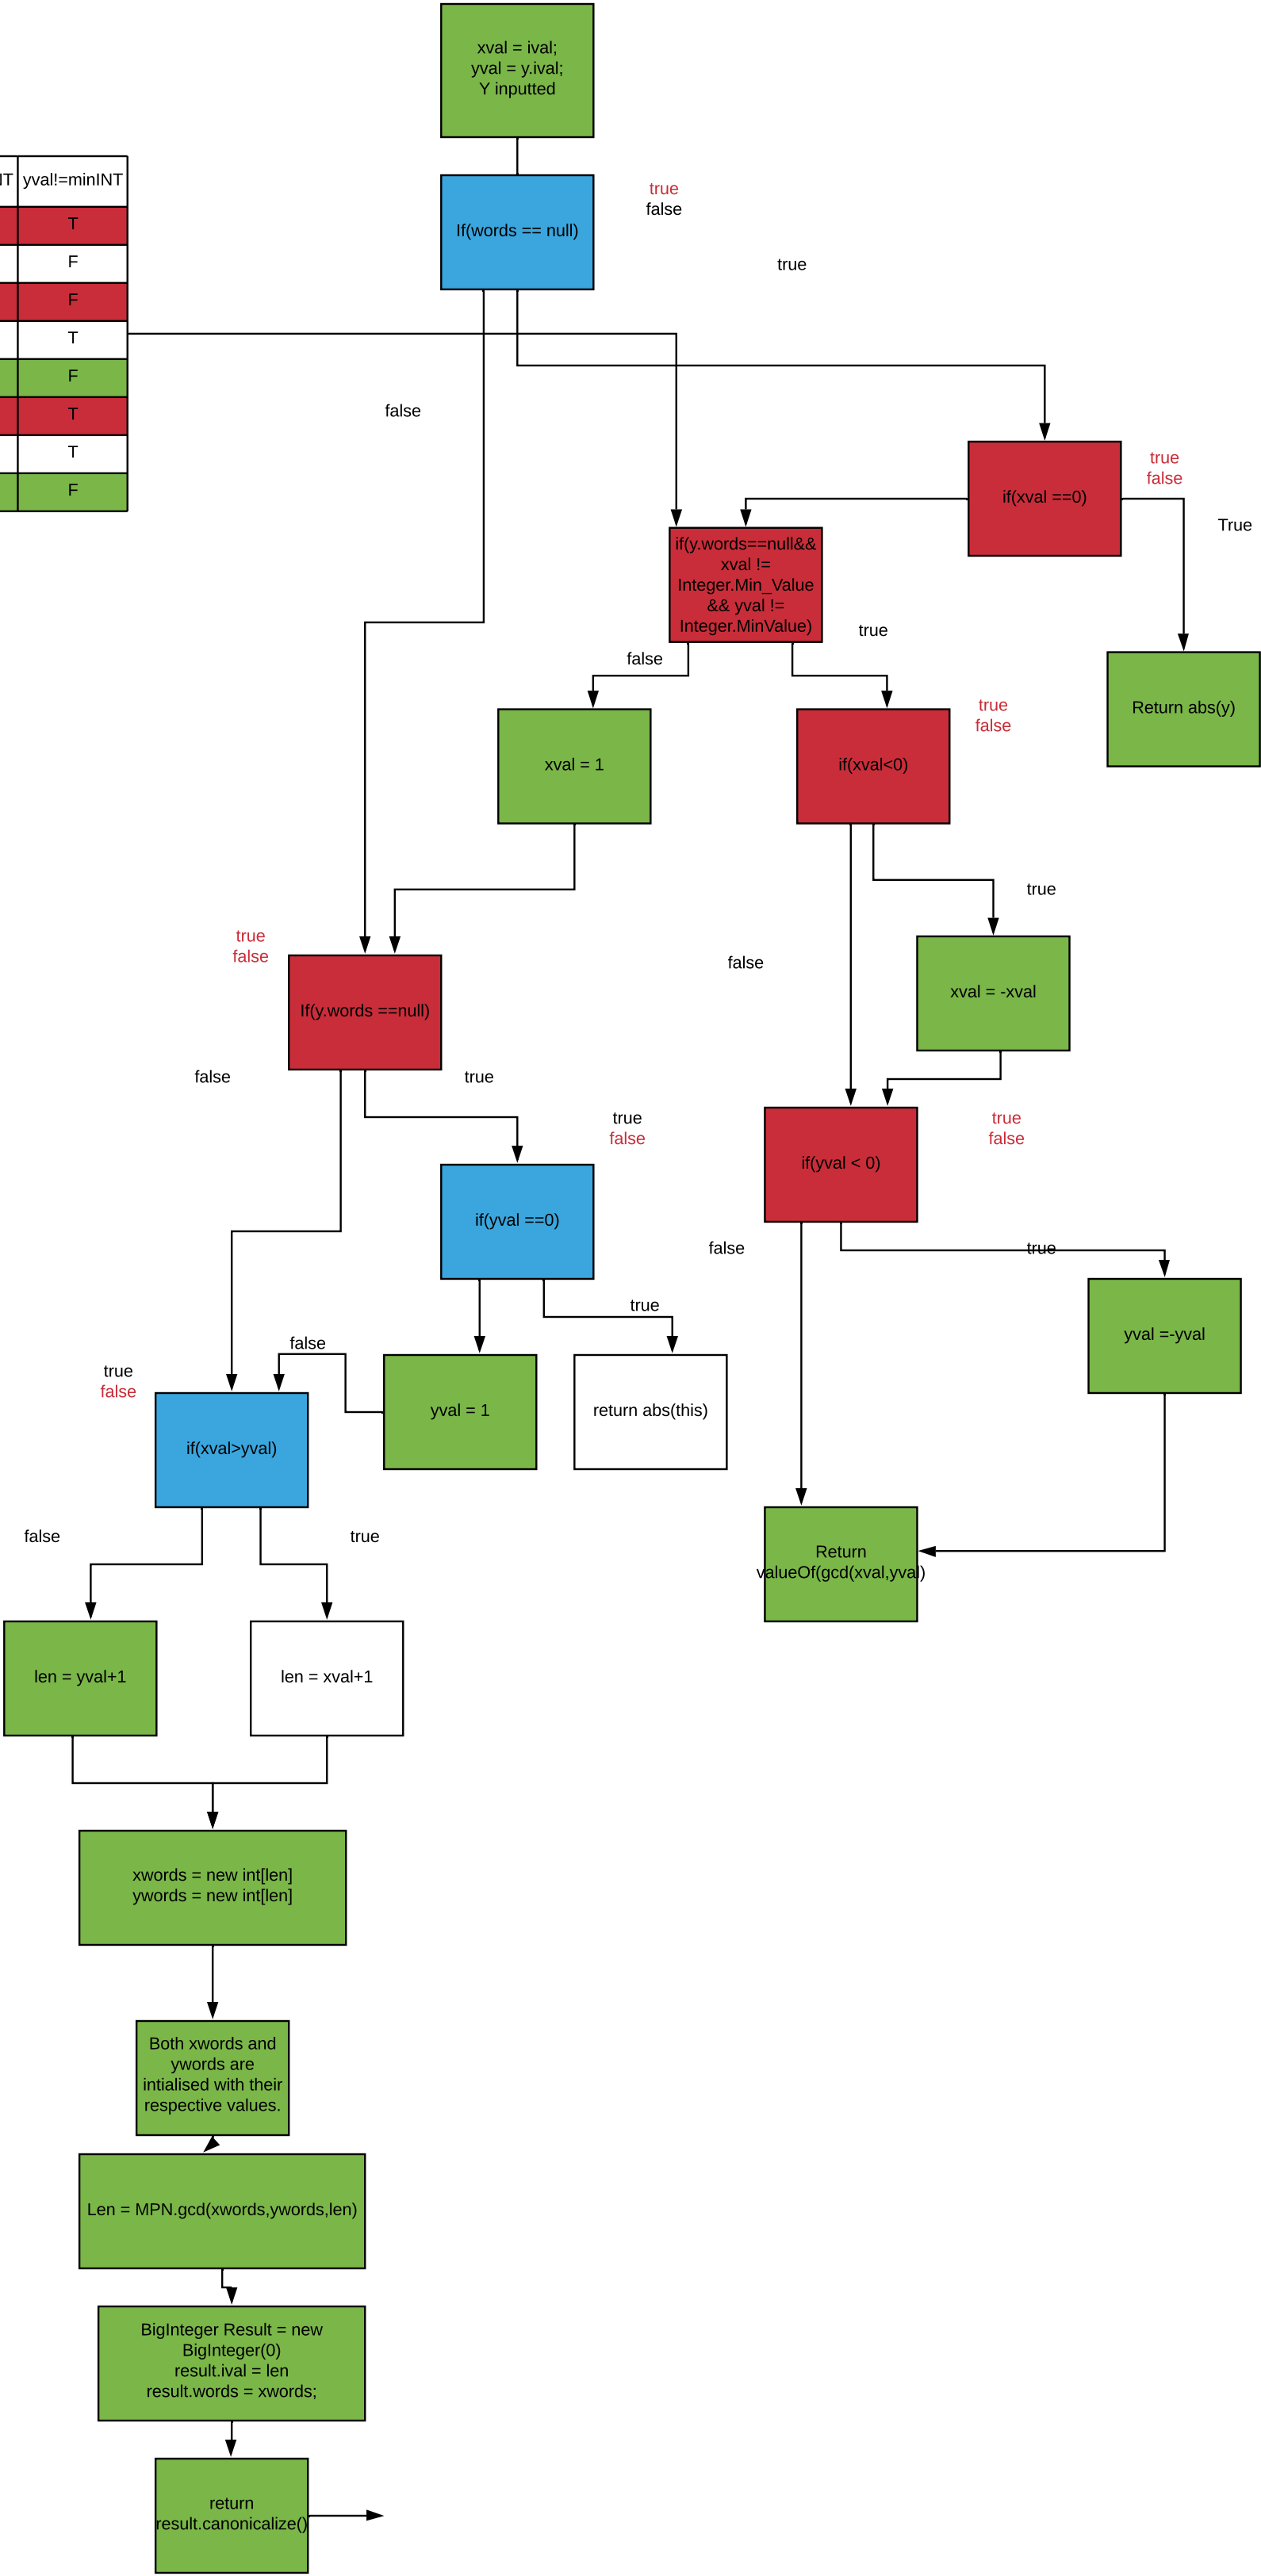 xval = ival;
yval = y.ival;
Y inputted
yval!=minINT
T
F
F
T
F
T
T
F
If(words == null)
true
false
true
false
if(xval ==0)
true
false
True
if(y.words==null&&
xval !=
Integer.Min_Value
&& yval !=
Integer.MinValue)
true
false
Return abs(y)
xval = 1
if(xval<0)
true
false
true
true
false
false
xval = -xval
If(y.words ==null)
false
true
true
false
true
false
if(yval < 0)
if(yval ==0)
false
true
true
false
yval =-yval
true
false
yval = 1
return abs(this)
if(xval>yval)
false
true
Return
valueOf(gcd(xval,yval)
len = yval+1
len = xval+1
xwords = new int[len]
ywords = new int[len]
Both xwords and
ywords are
intialised with their
respective values.
Len = MPN.gcd(xwords,ywords,len)
BigInteger Result = new
BigInteger(0)
result.ival = len
result.words = xwords;
return
result.canonicalize()